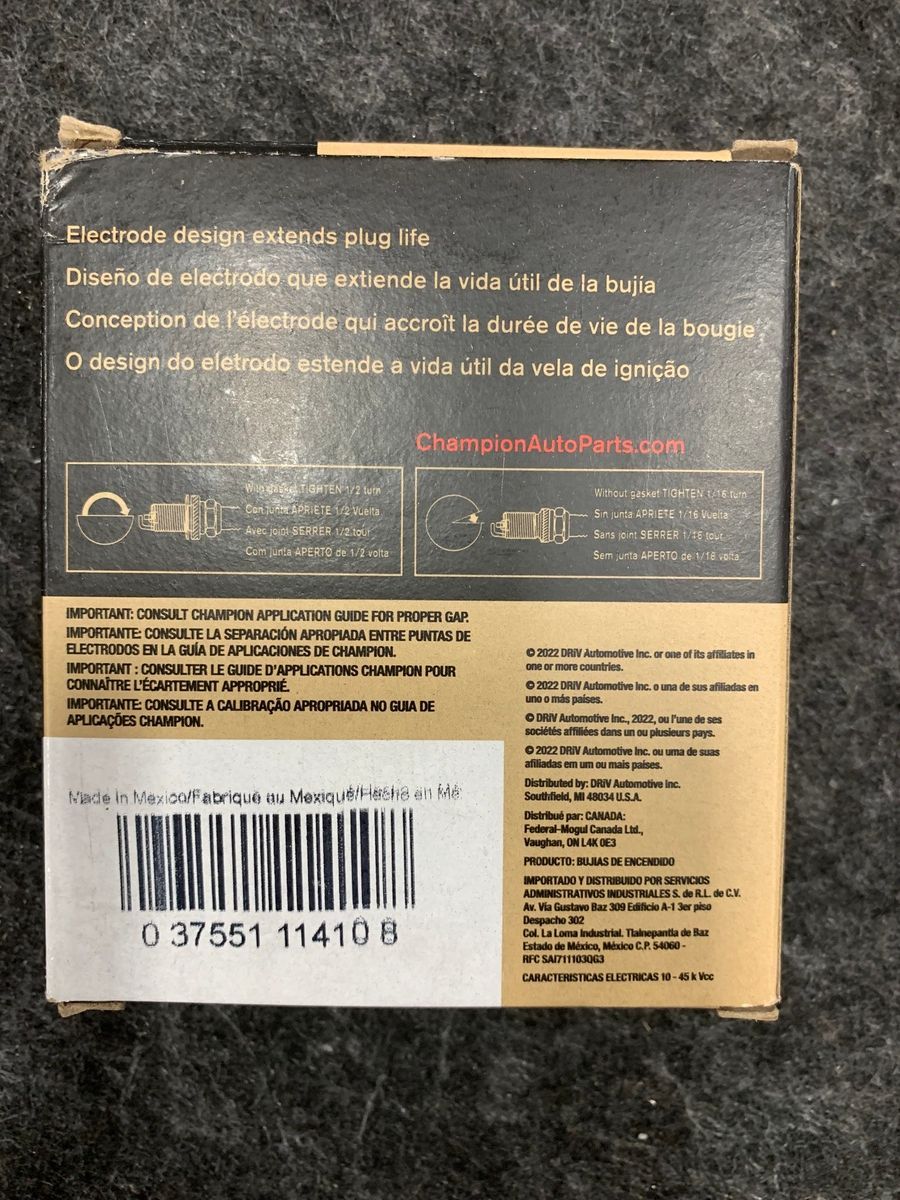 Electrode design extends plug life
Diseño de electrodo que extiende la vida útil de la bujía
Conception de l'électrode qui accroît la durée de vie de la bougie
O design do eletrodo estende a vida útil da vela de ignição
ChampionAutoParts.com
With gasket TIGHTEN 1/2 turn
Con junta APRIETE 1/2 Vuelta
Avec joint SERRER 1/2 tour
Com junta APERTO de 1/2 volta
Without gasket TIGHTEN 1/16 turn
Sin junta APRIETE 1/16 Vuelta
Sans joint SERRER 1/16 tour
Sem junta APERTO de 1/16 volta
IMPORTANT: CONSULT CHAMPION APPLICATION GUIDE FOR PROPER GAP.
IMPORTANTE: CONSULTE LA SEPARACIÓN APROPIADA ENTRE PUNTAS DE
ELECTRODOS EN LA GUÍA DE APLICACIONES DE CHAMPION.
IMPORTANT : CONSULTER LE GUIDE D'APPLICATIONS CHAMPION POUR
CONNAÎTRE L'ÉCARTEMENT APPROPRIÉ.
IMPORTANTE: CONSULTE A CALIBRAÇÃO APROPRIADA NO GUIA DE
APLICAÇÕES CHAMPION.
Made In Mexico/Fabriqué au Mexique/Hecho en Mé
0 37551 11410 8
© 2022 DRiV Automotive Inc. or one of its affiliates in
one or more countries.
© 2022 DRiV Automotive Inc. o una de sus afiliadas en
uno o más países.
© DRiV Automotive Inc., 2022, ou l'une de ses
sociétés affiliées dans un ou plusieurs pays.
© 2022 DRiV Automotive Inc. ou uma de suas
afiliadas em um ou mais países.
Distributed by: DRiV Automotive Inc.
Southfield, MI 48034 U.S.A.
Distribué par: CANADA:
Federal-Mogul Canada Ltd.,
Vaughan, ON L4K 0E3
PRODUCTO: BUJIAS DE ENCENDIDO
IMPORTADO Y DISTRIBUIDO POR SERVICIOS
ADMINISTRATIVOS INDUSTRIALES S. de R.L. de C.V.
Av. Vía Gustavo Baz 309 Edificio A-1 3er piso
Despacho 302
Col. La Loma Industrial. Tlalnepantla de Baz
Estado de México, México C.P. 54060 -
RFC SAI711103QG3
CARACTERISTICAS ELECTRICAS 10 - 45 k Vcc